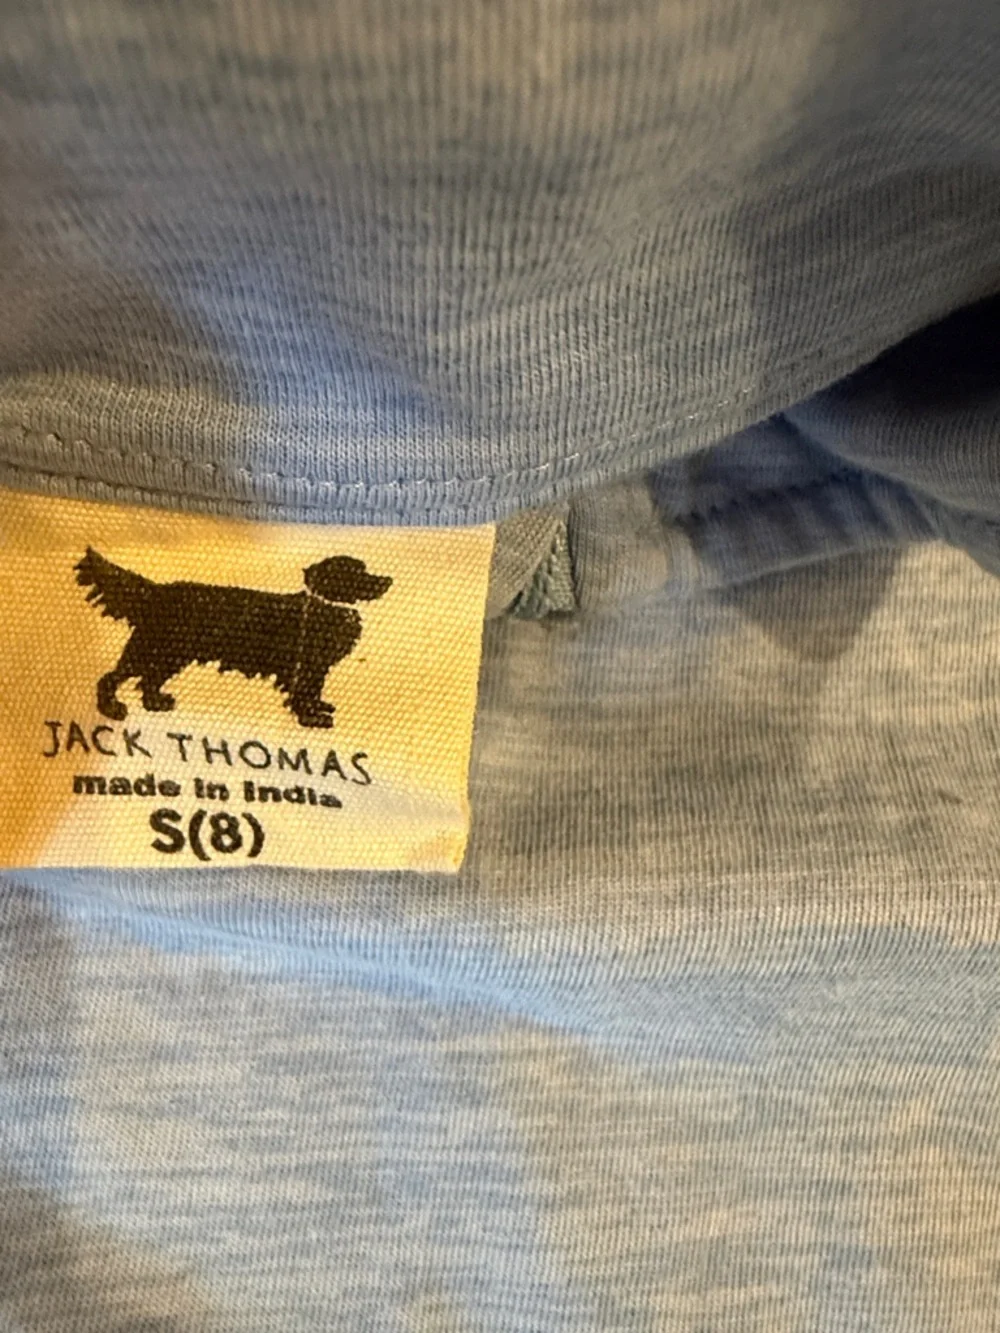 JACK THOMAS
made in India
S(8)